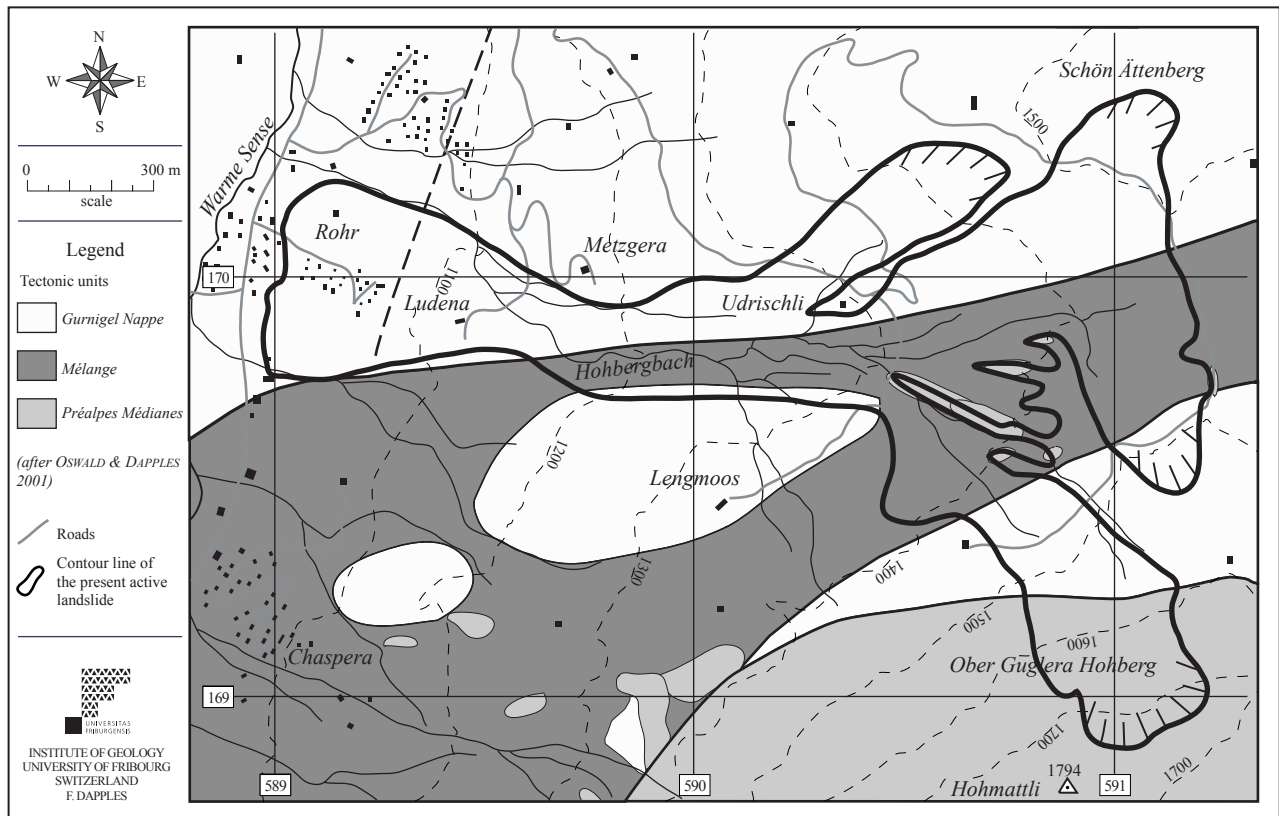 N
W E
S
0 300 m
scale
Legend
Tectonic units
Gurnigel Nappe
Mélange
Préalpes Médianes
(after OSWALD & DAPPLES
2001)
Roads
Contour line of
the present active
landslide
UNIVERSITAS
FRIBURGENSIS
INSTITUTE OF GEOLOGY
UNIVERSITY OF FRIBOURG
SWITZERLAND
F. DAPPLES
Schön Ättenberg
1500
Warme Sense
Rohr
Metzgera
170
1100
Ludena
Udrischli
Hohbergbach
1200
Lengmoos
1300
1400
1500
1600
Chaspera
Ober Guglera Hohberg
169
1700
1700
589
590
Hohmattli
1794
591